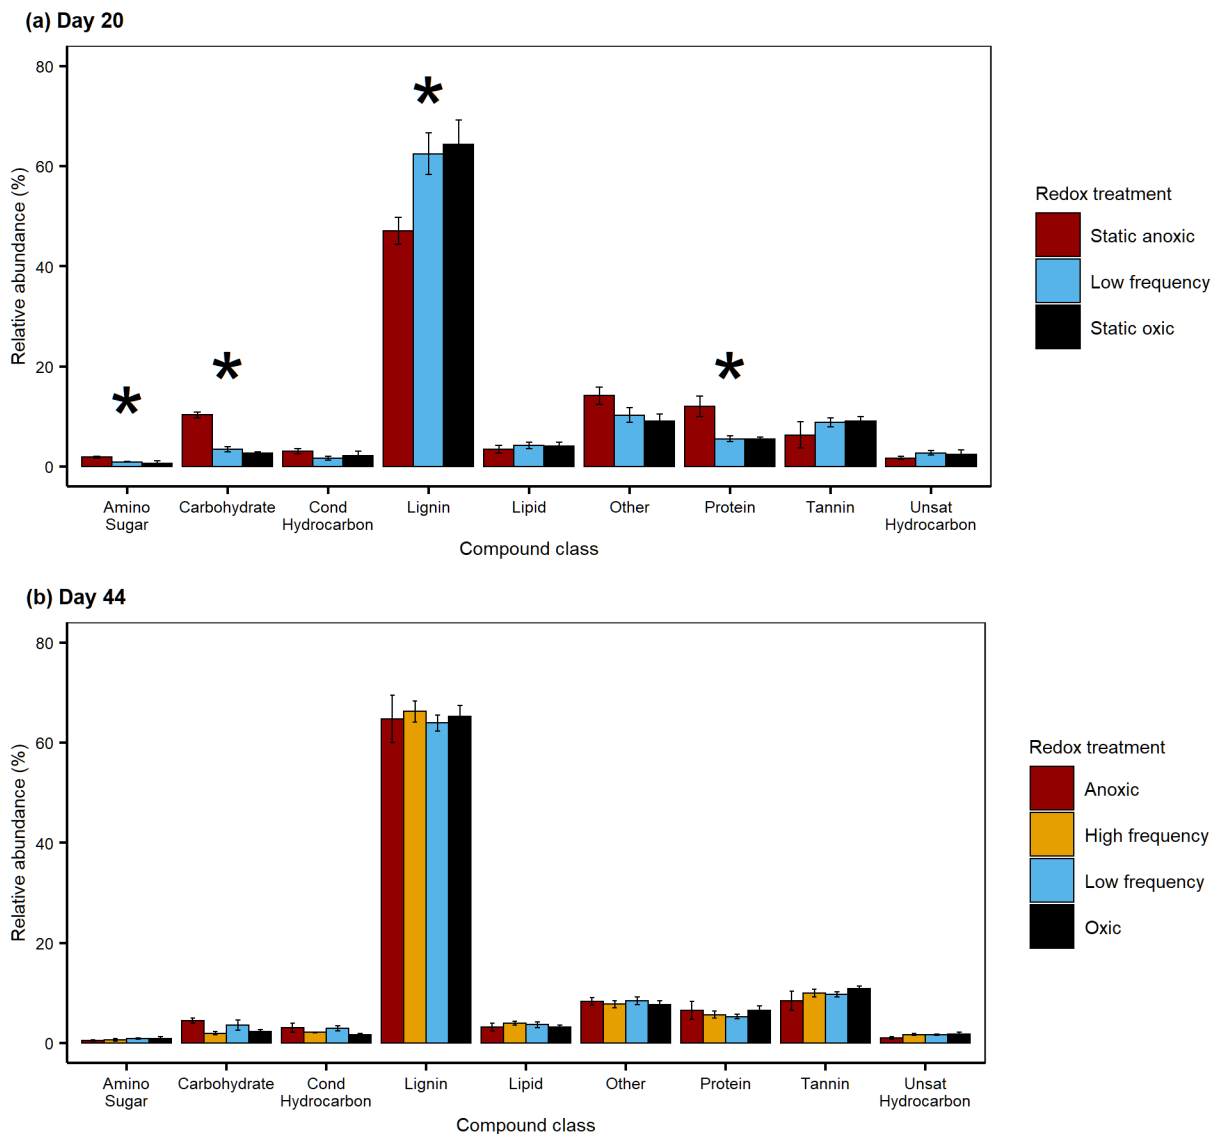 (a) Day 20
Relative abundance (%)
80
60
40
20
0
*
*
*
*
Amino
Sugar
Carbohydrate
Cond
Hydrocarbon
Lignin
Lipid
Other
Protein
Tannin
Unsat
Hydrocarbon
Compound class
Redox treatment
Static anoxic
Low frequency
Static oxic
(b) Day 44
Relative abundance (%)
80
60
40
20
0
Amino
Sugar
Carbohydrate
Cond
Hydrocarbon
Lignin
Lipid
Other
Protein
Tannin
Unsat
Hydrocarbon
Compound class
Redox treatment
Anoxic
High frequency
Low frequency
Oxic